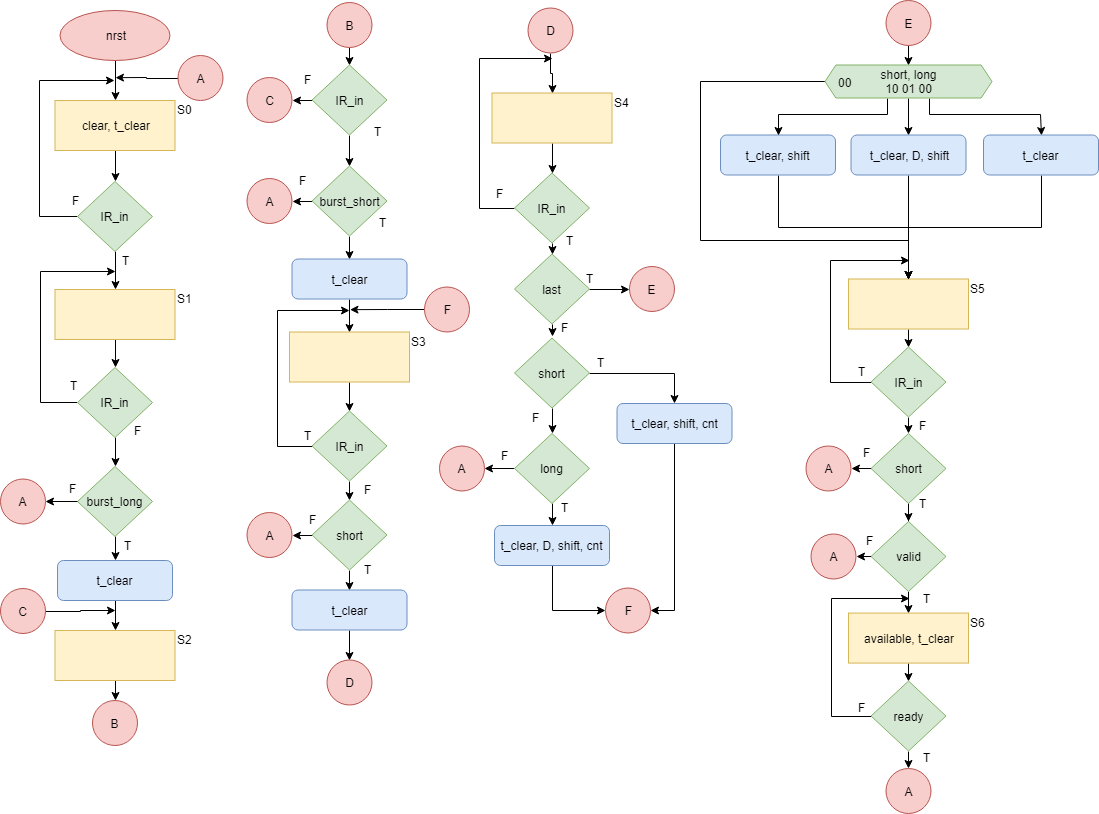 nrst
A
S0
clear, t_clear
F
IR_in
T
S1
T
IR_in
F
F
A
burst_long
T
t_clear
C
S2
B
B
F
C
IR_in
T
F
A
burst_short
T
t_clear
F
S3
T
IR_in
F
F
A
short
T
t_clear
D
D
S4
F
IR_in
T
last
T
E
F
short
T
t_clear, shift, cnt
F
A
F
long
T
t_clear, D, shift, cnt
F
E
00
short, long
10 01 00
t_clear, shift
t_clear, D, shift
t_clear
S5
T
IR_in
F
A
F
short
T
F
A
valid
T
S6
available, t_clear
F
ready
T
A